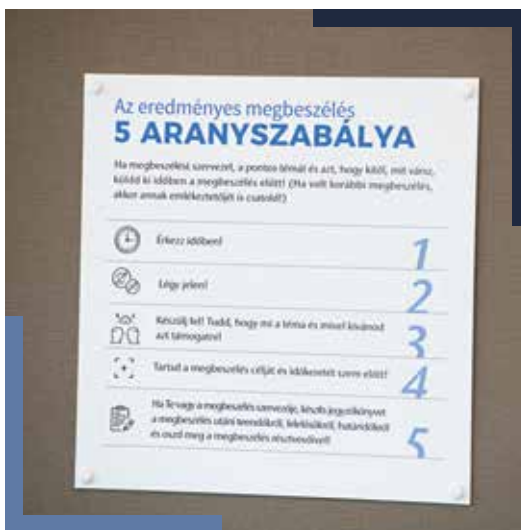 Az eredményes megbeszélés
5 ARANYSZABÁLYA
Ha megbeszélést szervezel, a pontos témát és azt, hogy kitől, mit vársz,
küldd ki időben a megbeszélés előtt! (Ha volt korábbi megbeszélés,
akkor annak emlékeztetőjét is csatold!)
Érkezz időben!
1
Légy jelen!
2
Készülj fel! Tudd, hogy mi a téma és mivel kívánod
azt támogatni!
3
Tartsd a megbeszélés célját és időkeretét szem előtt!
4
Ha Te vagy a megbeszélés szervezője, készíts jegyzőkönyvet
a megbeszélés utáni teendőkről, felelősökről, határidőkről
és oszd meg a megbeszélés résztvevőivel!
5